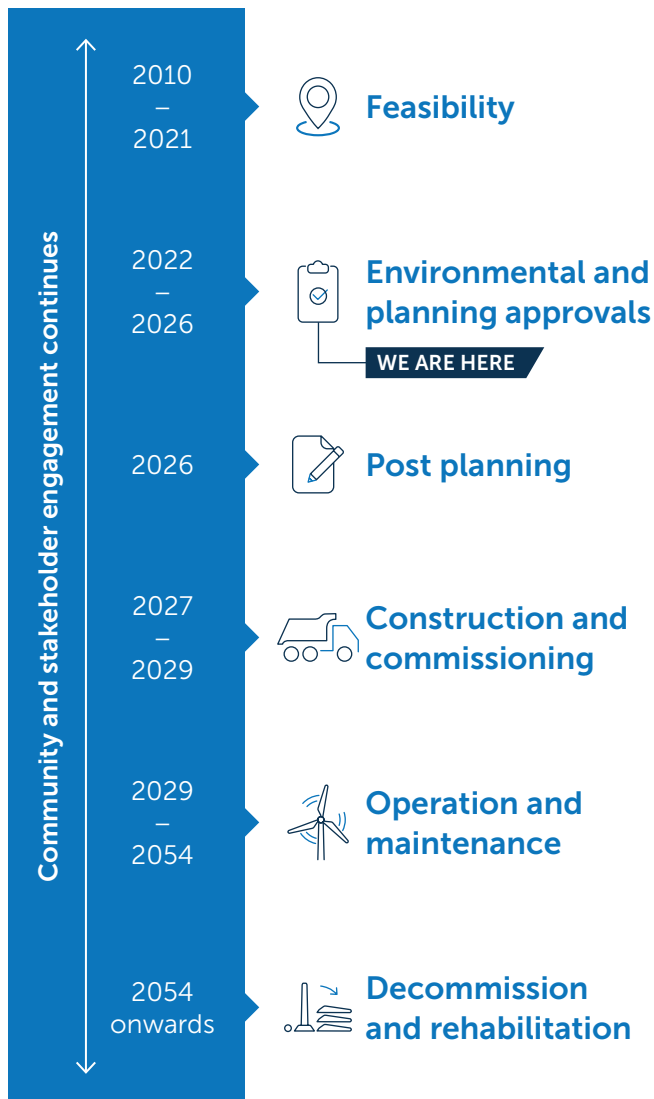 Community and stakeholder engagement continues
2010
–
2021
Feasibility
2022
–
2026
Environmental and
planning approvals
WE ARE HERE
2026
Post planning
2027
–
2029
Construction and
commissioning
2029
–
2054
Operation and
maintenance
2054
onwards
Decommission
and rehabilitation